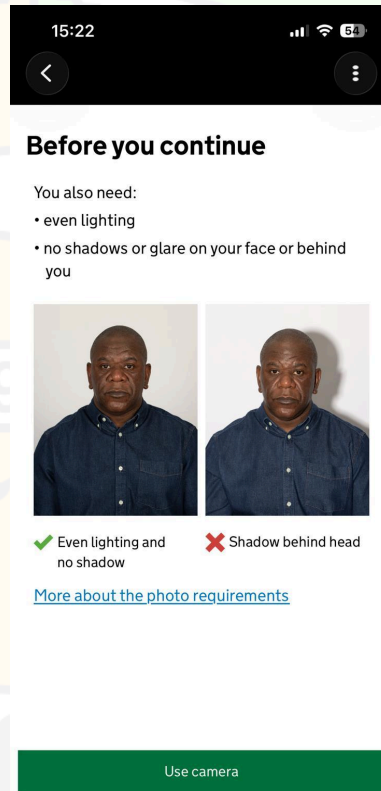 15:22
54
Before you continue
You also need:
• even lighting
• no shadows or glare on your face or behind
you
Even lighting and
no shadow
Shadow behind head
More about the photo requirements
Use camera